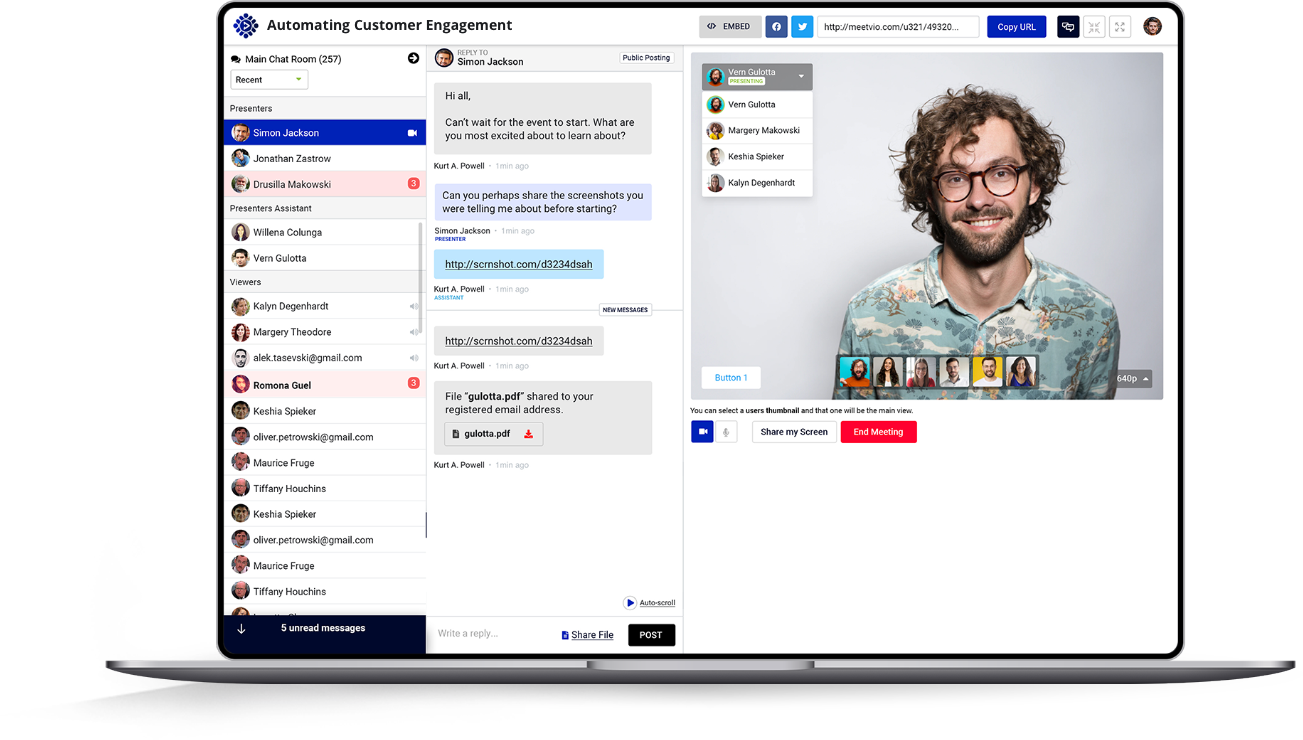 Automating Customer Engagement
</> EMBED
http://meetvio.com/u321/49320...
Copy URL
Main Chat Room (257)
Recent
Presenters
Simon Jackson
Jonathan Zastrow
Drusilla Makowski 3
Presenters Assistant
Willena Colunga
Vern Gulotta
Viewers
Kalyn Degenhardt
Margery Theodore
alek.tasevski@gmail.com
Romona Guel 3
Keshia Spieker
oliver.petrowski@gmail.com
Maurice Fruge
Tiffany Houchins
Keshia Spieker
oliver.petrowski@gmail.com
Maurice Fruge
Tiffany Houchins
5 unread messages
REPLY TO
Simon Jackson
Public Posting
Hi all,
Can't wait for the event to start. What are
you most excited about to learn about?
Kurt A. Powell · 1min ago
Can you perhaps share the screenshots you
were telling me about before starting?
Simon Jackson · 1min ago
PRESENTER
http://scrnshot.com/d3234dsah
Kurt A. Powell · 1min ago
ASSISTANT
NEW MESSAGES
http://scrnshot.com/d3234dsah
Kurt A. Powell · 1min ago
File “gulotta.pdf” shared to your
registered email address.
gulotta.pdf
Kurt A. Powell · 1min ago
Auto-scroll
Write a reply...
Share File
POST
Vern Gulotta
PRESENTING
Vern Gulotta
Margery Makowski
Keshia Spieker
Kalyn Degenhardt
Button 1
640p
You can select a users thumbnail and that one will be the main view.
Share my Screen
End Meeting